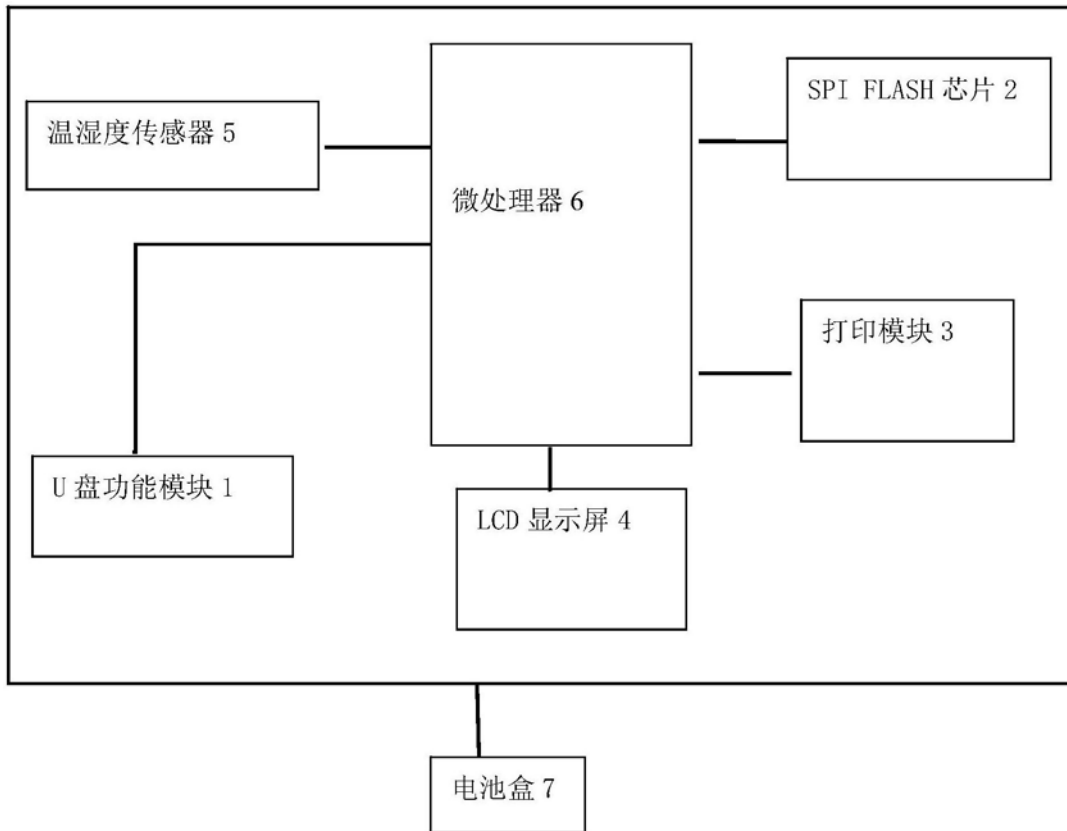 SPI FLASH 芯片 2
温湿度传感器 5
微处理器 6
打印模块 3
U 盘功能模块 1
LCD 显示屏 4
电池盒 7